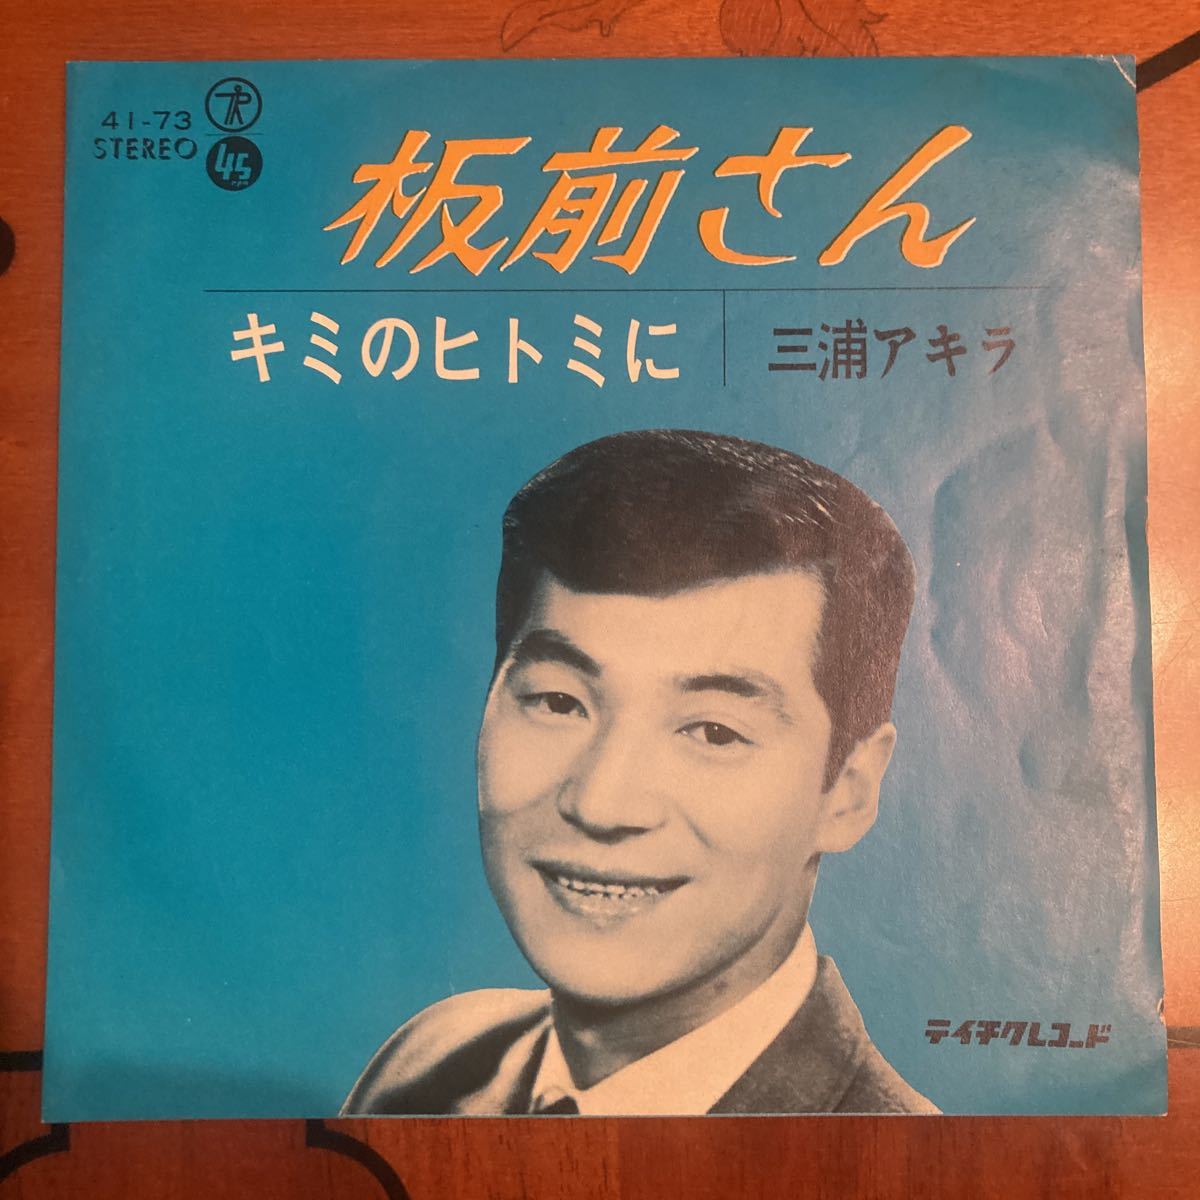 41-73
STEREO
45
rpm
板前さん
キミのヒトミに
三浦アキラ
テイチクレコード